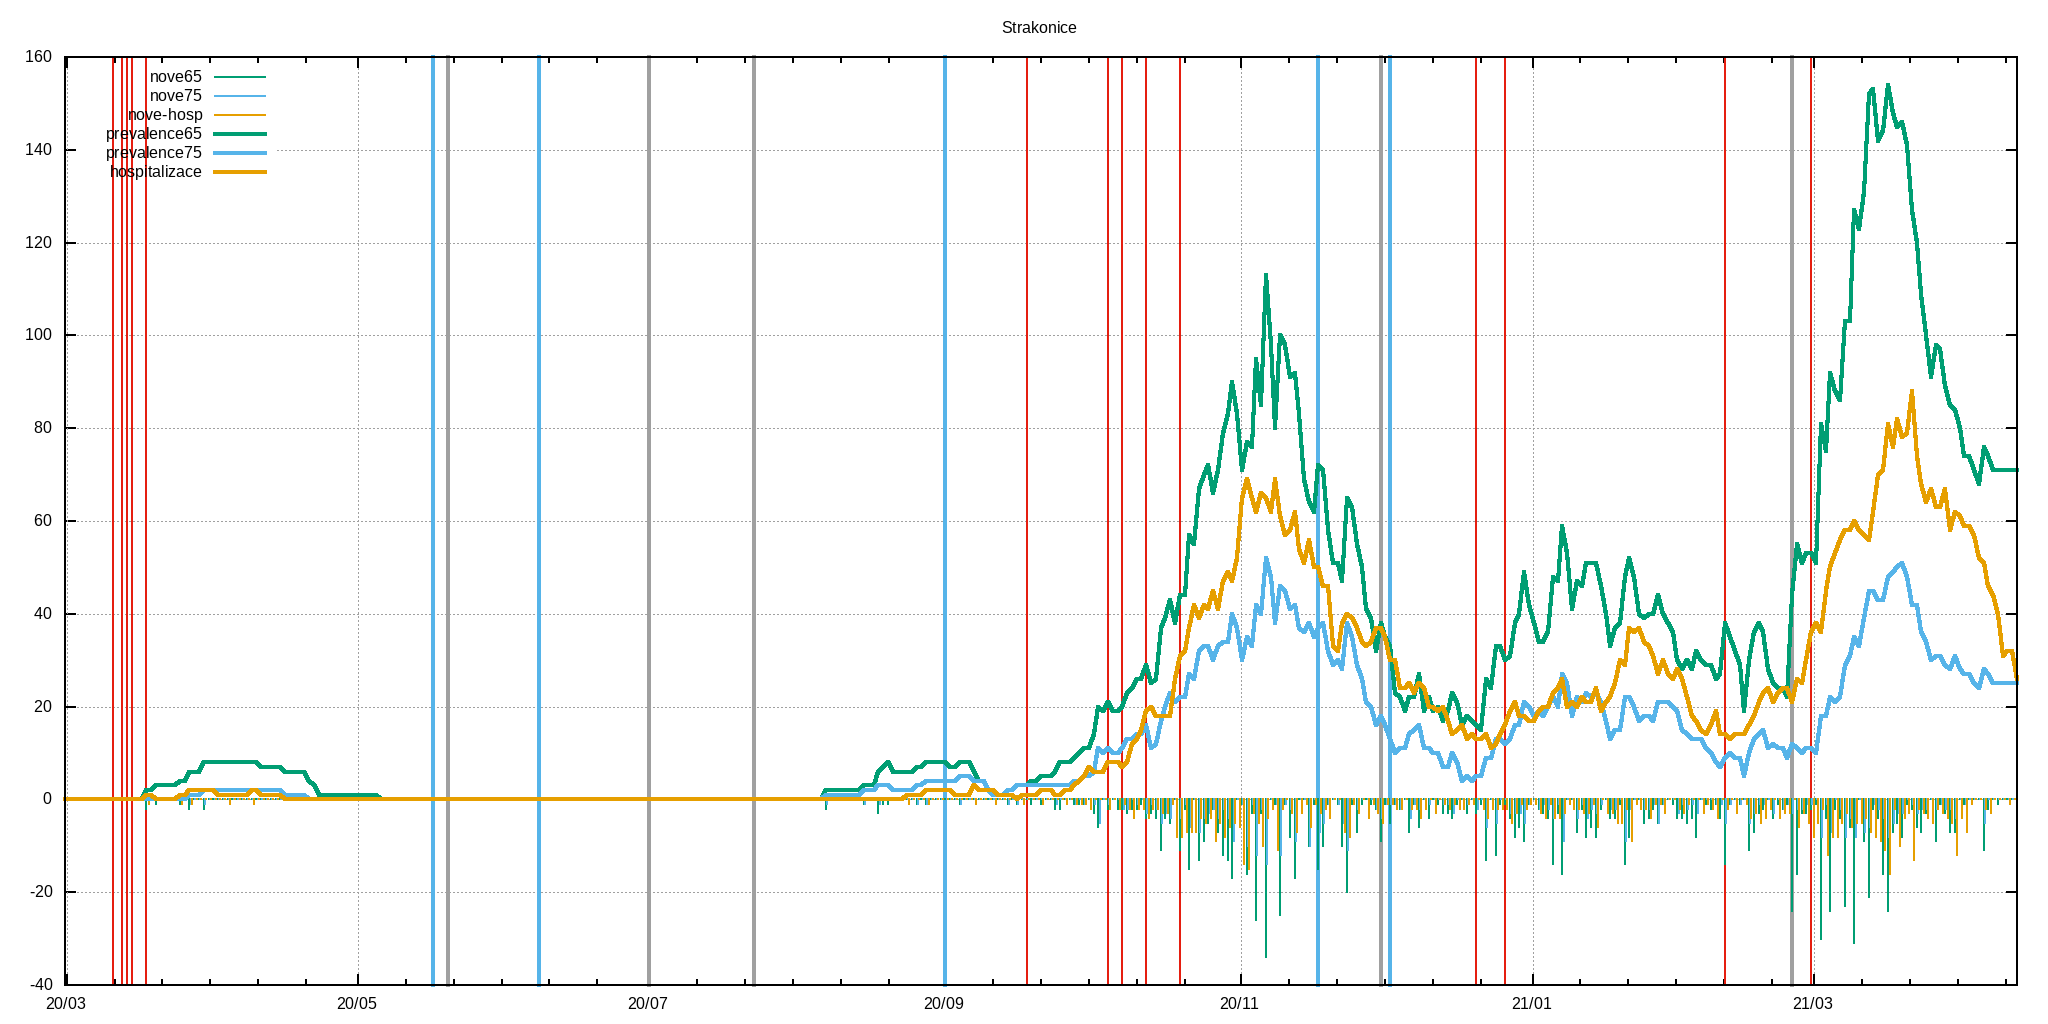 Strakonice
160
140
120
100
80
60
40
20
0
-20
-40
nove65
nove75
nove-hosp
prevalence65
prevalence75
hospitalizace
20/03 20/05 20/07 20/09 20/11 21/01 21/03